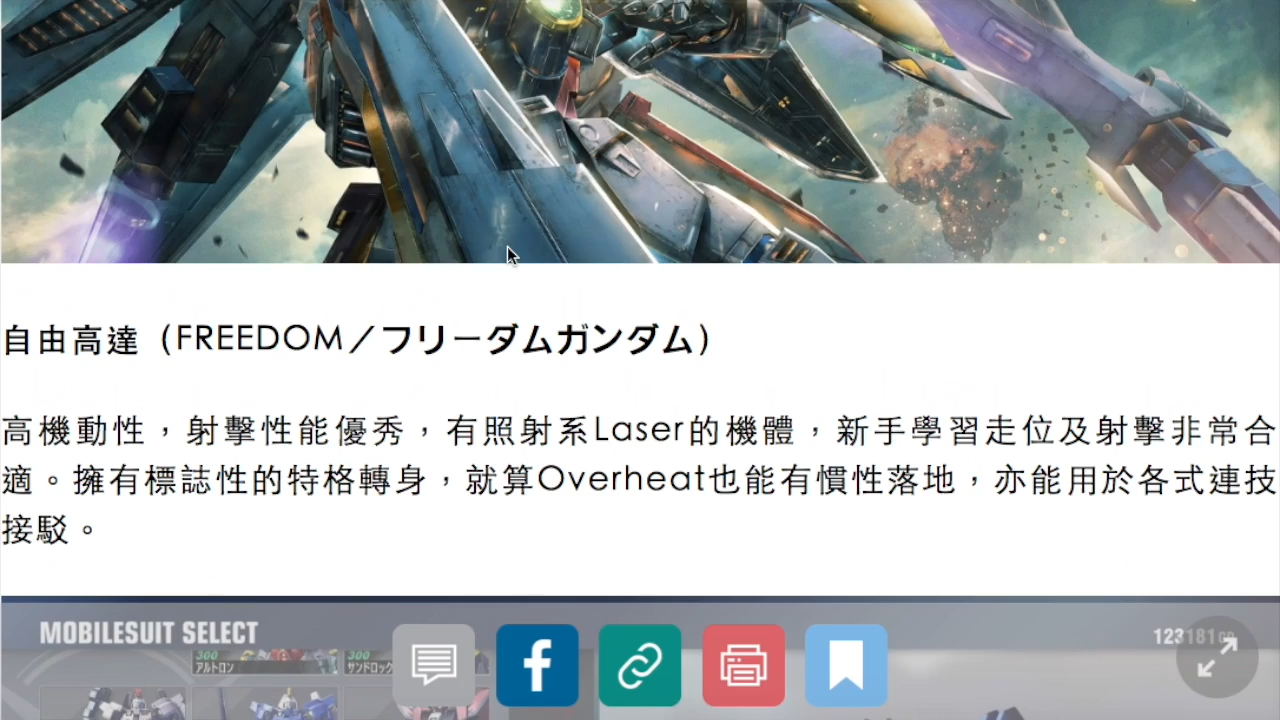 自由高達（FREEDOM／フリーダムガンダム）
高機動性，射擊性能優秀，有照射系Laser的機體，新手學習走位及射擊非常合
適。擁有標誌性的特格轉身，就算Overheat也能有慣性落地，亦能用於各式連技
接駁。
MOBILESUIT SELECT
123181GP
300
アルトロン
300
サンドロック